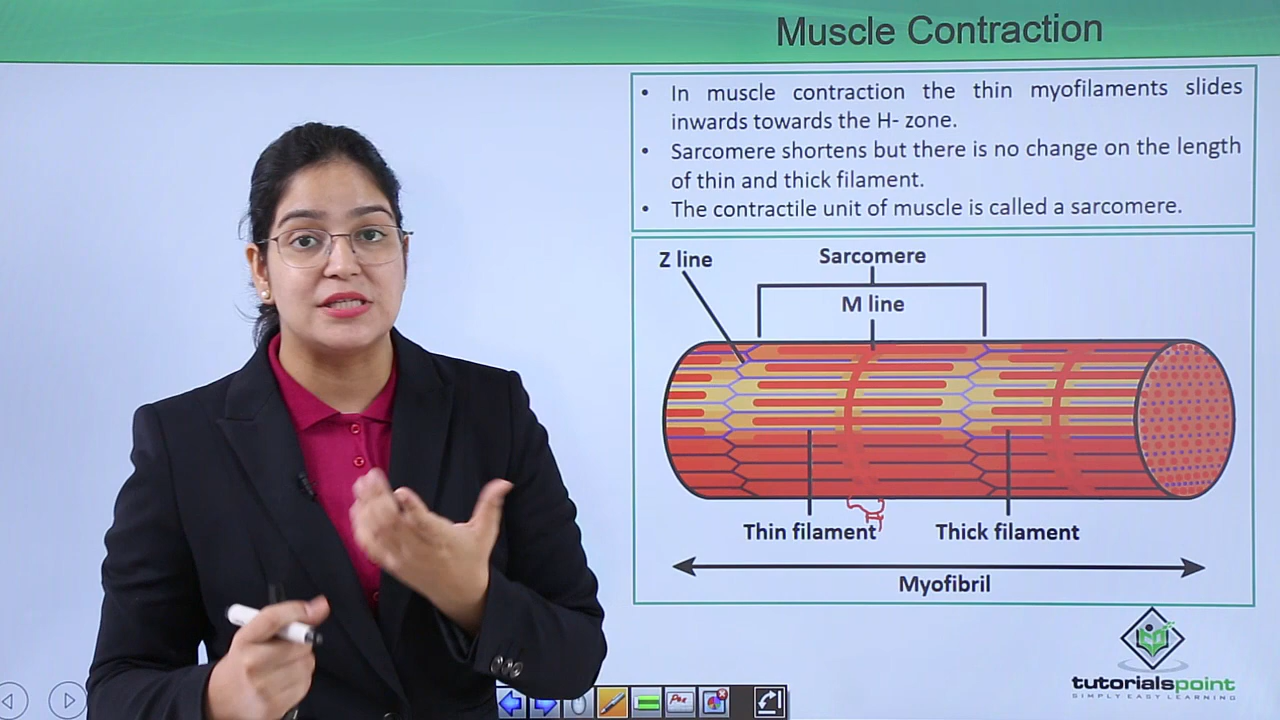 Muscle Contraction
• In muscle contraction the thin myofilaments slides
inwards towards the H- zone.
• Sarcomere shortens but there is no change on the length
of thin and thick filament.
• The contractile unit of muscle is called a sarcomere.
Z line
Sarcomere
M line
Thin filament
H
Thick filament
Myofibril
tutorialspoint
SIMPLY EASY LEARNING